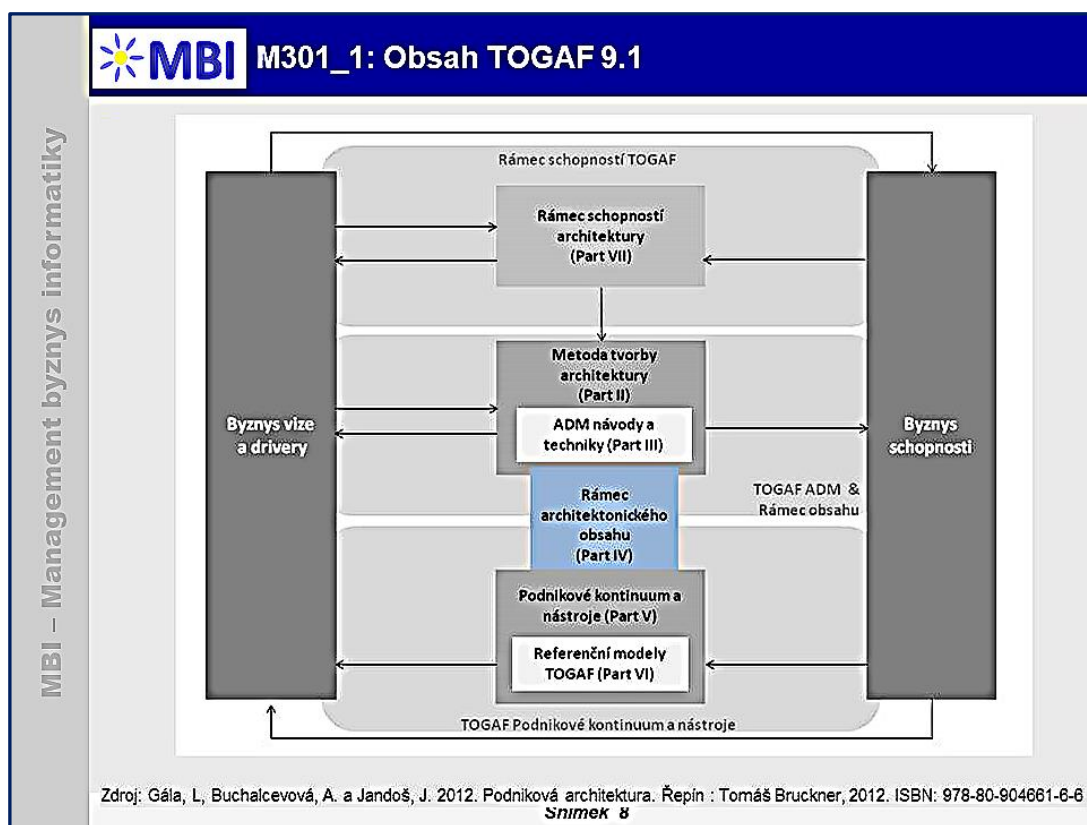 MBI
M301_1: Obsah TOGAF 9.1
MBI – Management byznys informatiky
Rámec schopností TOGAF
Rámec schopností
architektury
(Part VII)
Metoda tvorby
architektury
(Part II)
ADM návody a
techniky (Part III)
Byznys vize
a drivery
Byznys
schopnosti
Rámec
architektonického
obsahu
(Part IV)
TOGAF ADM &
Rámec obsahu
Podnikové kontinuum a
nástroje (Part V)
Referenční modely
TOGAF (Part VI)
TOGAF Podnikové kontinuum a nástroje
Zdroj: Gála, L, Buchalcevová, A. a Jandoš, J. 2012. Podniková architektura. Řepín : Tomáš Bruckner, 2012. ISBN: 978-80-904661-6-6
Snímek 8